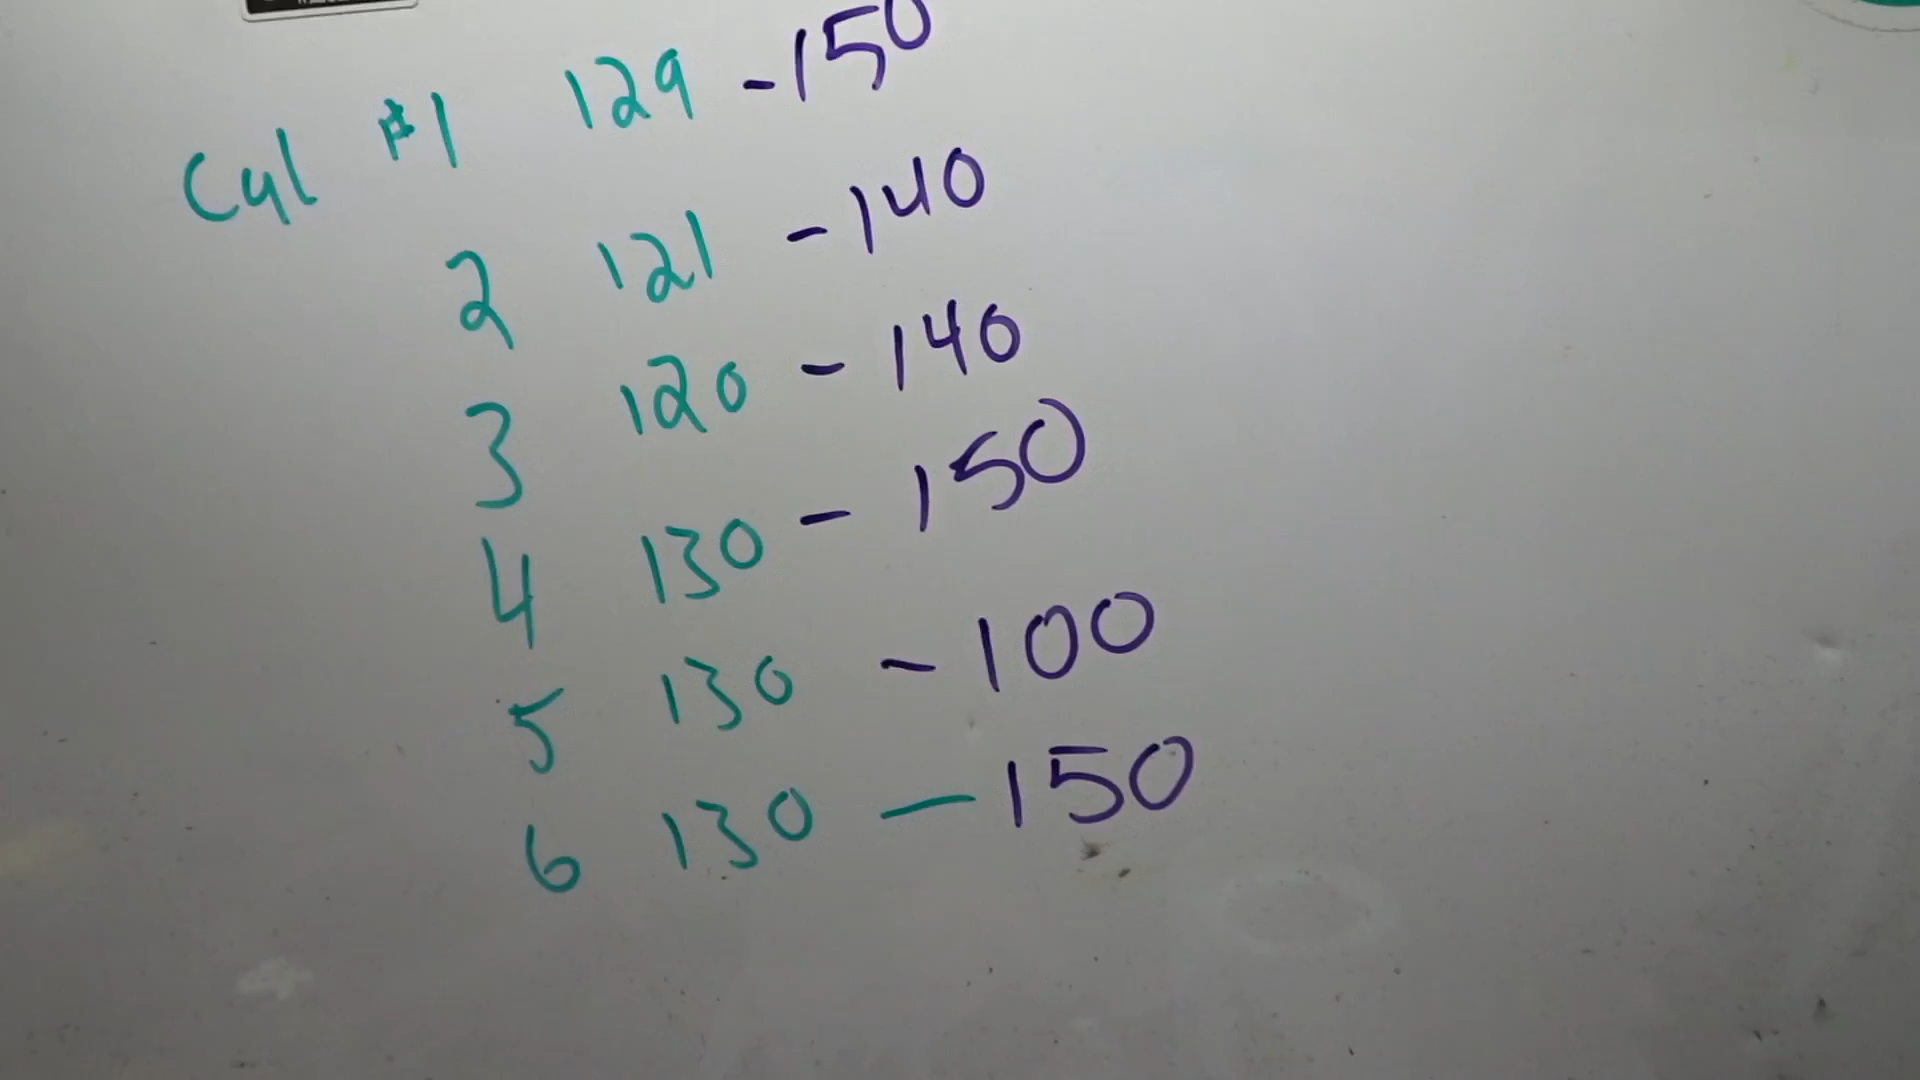 Cyl #1 129 - 150
2 121 - 140
3 120 - 140
4 130 - 150
5 130 - 100
6 130 - 150